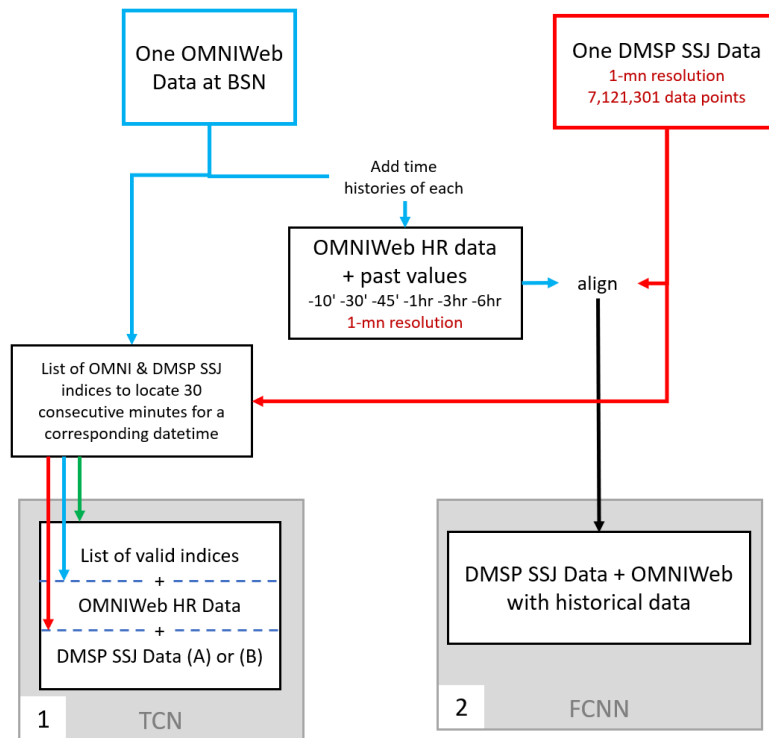 One OMNIWeb
Data at BSN
One DMSP SSJ Data
1-mn resolution
7,121,301 data points
Add time
histories of each
OMNIWeb HR data
+ past values
-10' -30' -45' -1hr -3hr -6hr
1-mn resolution
align
List of OMNI & DMSP SSJ
indices to locate 30
consecutive minutes for a
corresponding datetime
List of valid indices
+
OMNIWeb HR Data
+
DMSP SSJ Data (A) or (B)
1
TCN
DMSP SSJ Data + OMNIWeb
with historical data
2
FCNN